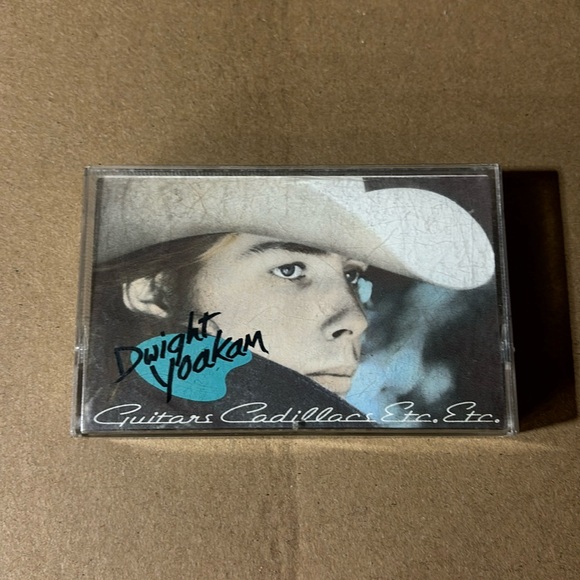 Dwight
Yoakam
Guitars Cadillacs Etc. Etc.